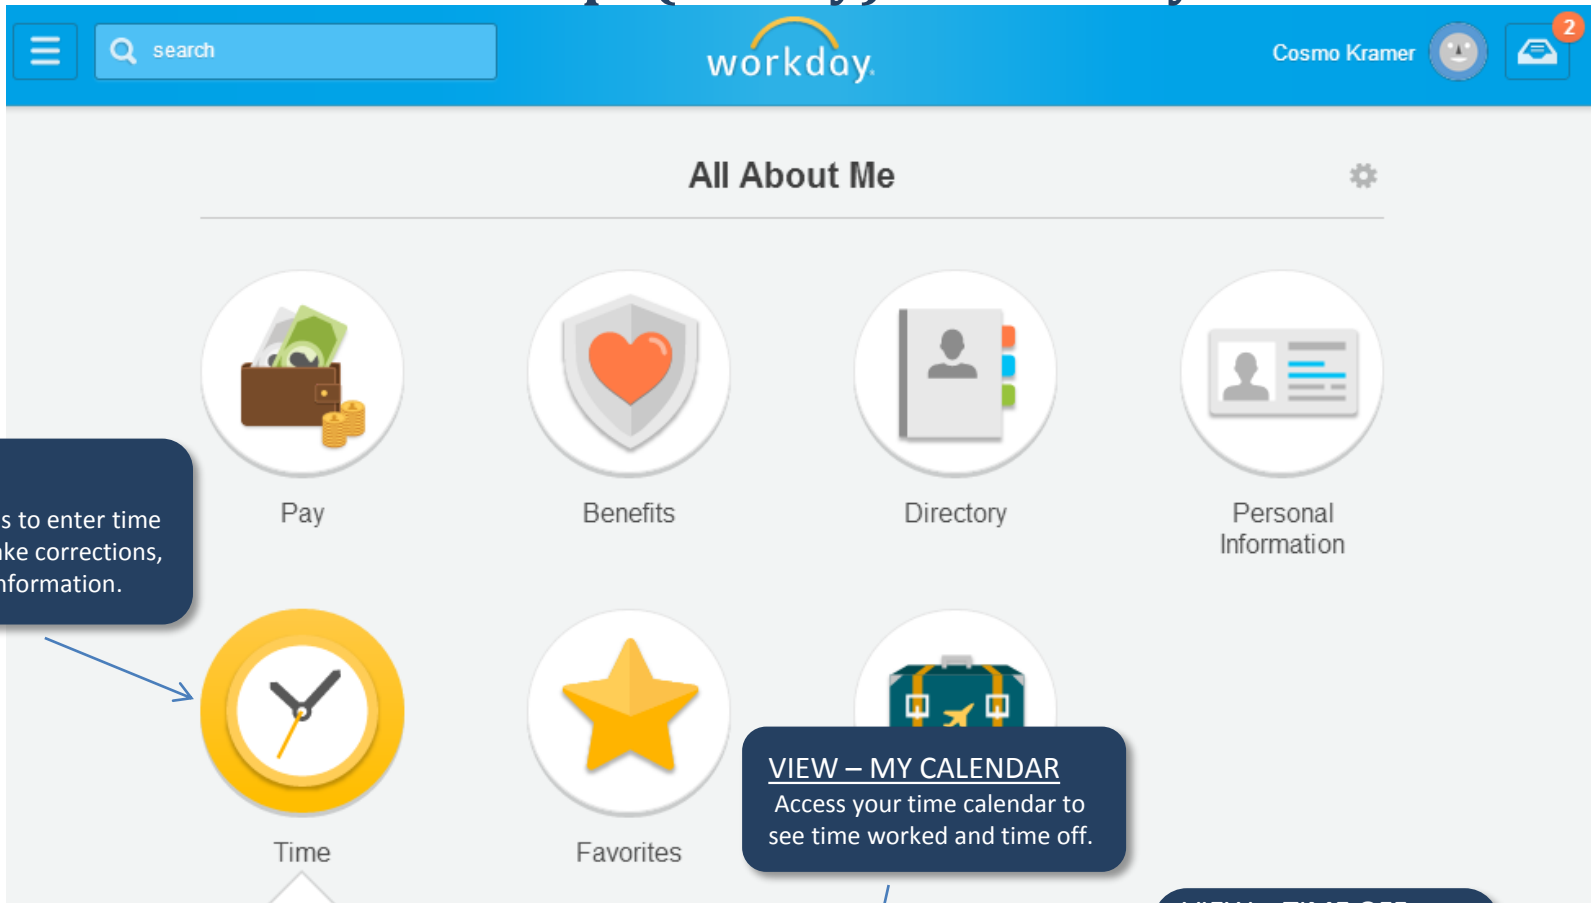 search
workday.
Cosmo Kramer
2
All About Me
Pay
Benefits
Directory
Personal
Information
s to enter time
ke corrections,
nformation.
Time
Favorites
VIEW – MY CALENDAR
Access your time calendar to
see time worked and time off.